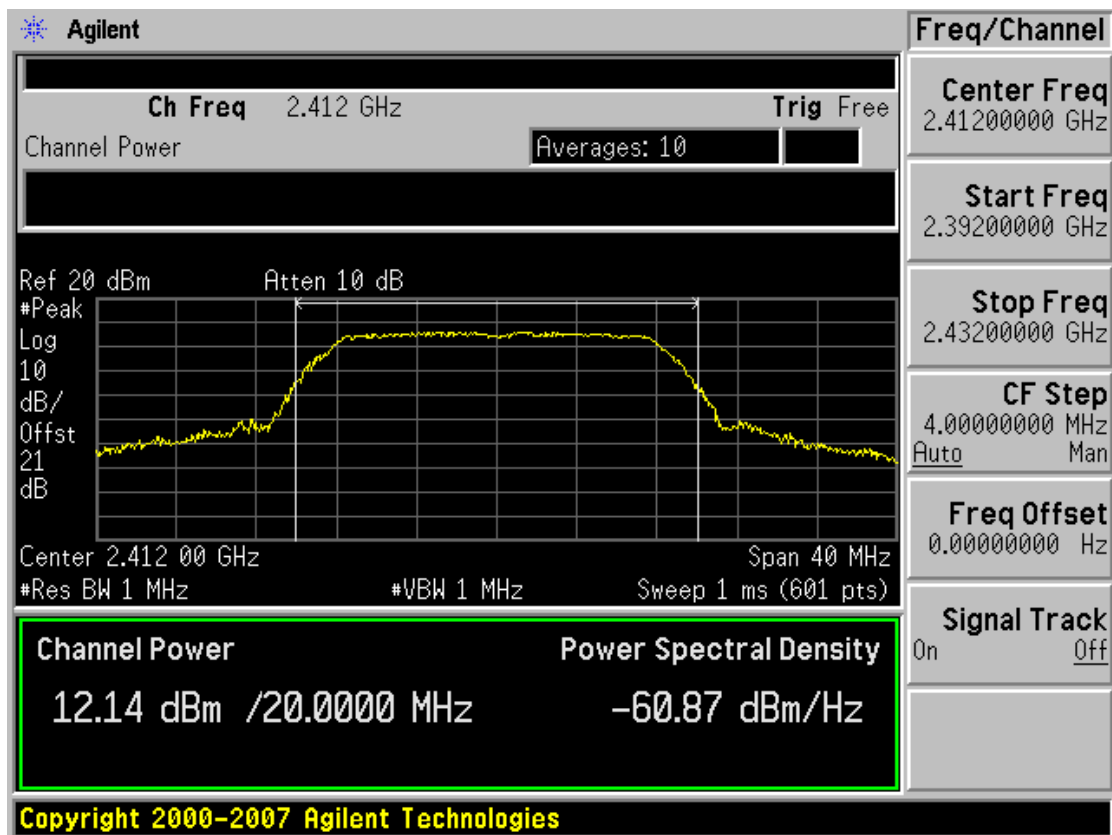 Agilent
Ch Freq 2.412 GHz Trig Free
Channel Power Averages: 10
Ref 20 dBm Atten 10 dB
#Peak
Log
10
dB/
Offst
21
dB
Center 2.412 00 GHz Span 40 MHz
#Res BW 1 MHz #VBW 1 MHz Sweep 1 ms (601 pts)
Channel Power Power Spectral Density
12.14 dBm /20.0000 MHz -60.87 dBm/Hz
Copyright 2000-2007 Agilent Technologies
Freq/Channel
Center Freq
2.41200000 GHz
Start Freq
2.39200000 GHz
Stop Freq
2.43200000 GHz
CF Step
4.00000000 MHz
Auto Man
Freq Offset
0.00000000 Hz
Signal Track
On Off